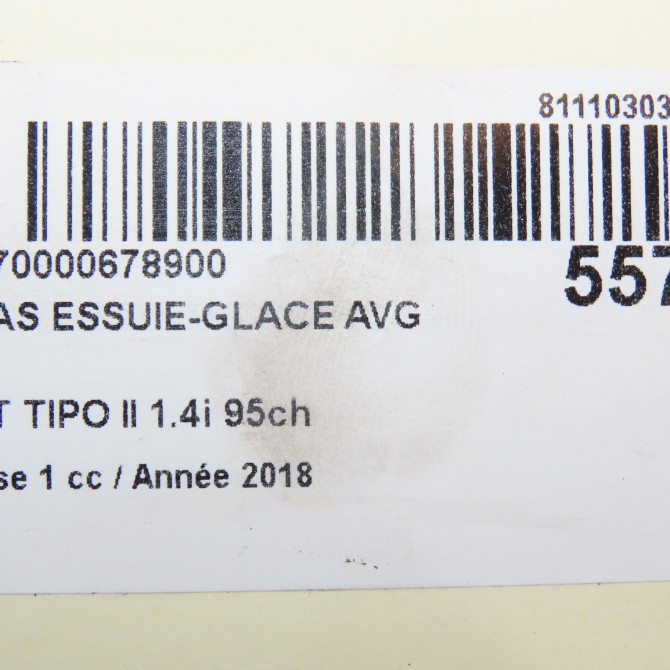 81110303
70000678900
557
AS ESSUIE-GLACE AVG
T TIPO II 1.4i 95ch
se 1 cc / Année 2018